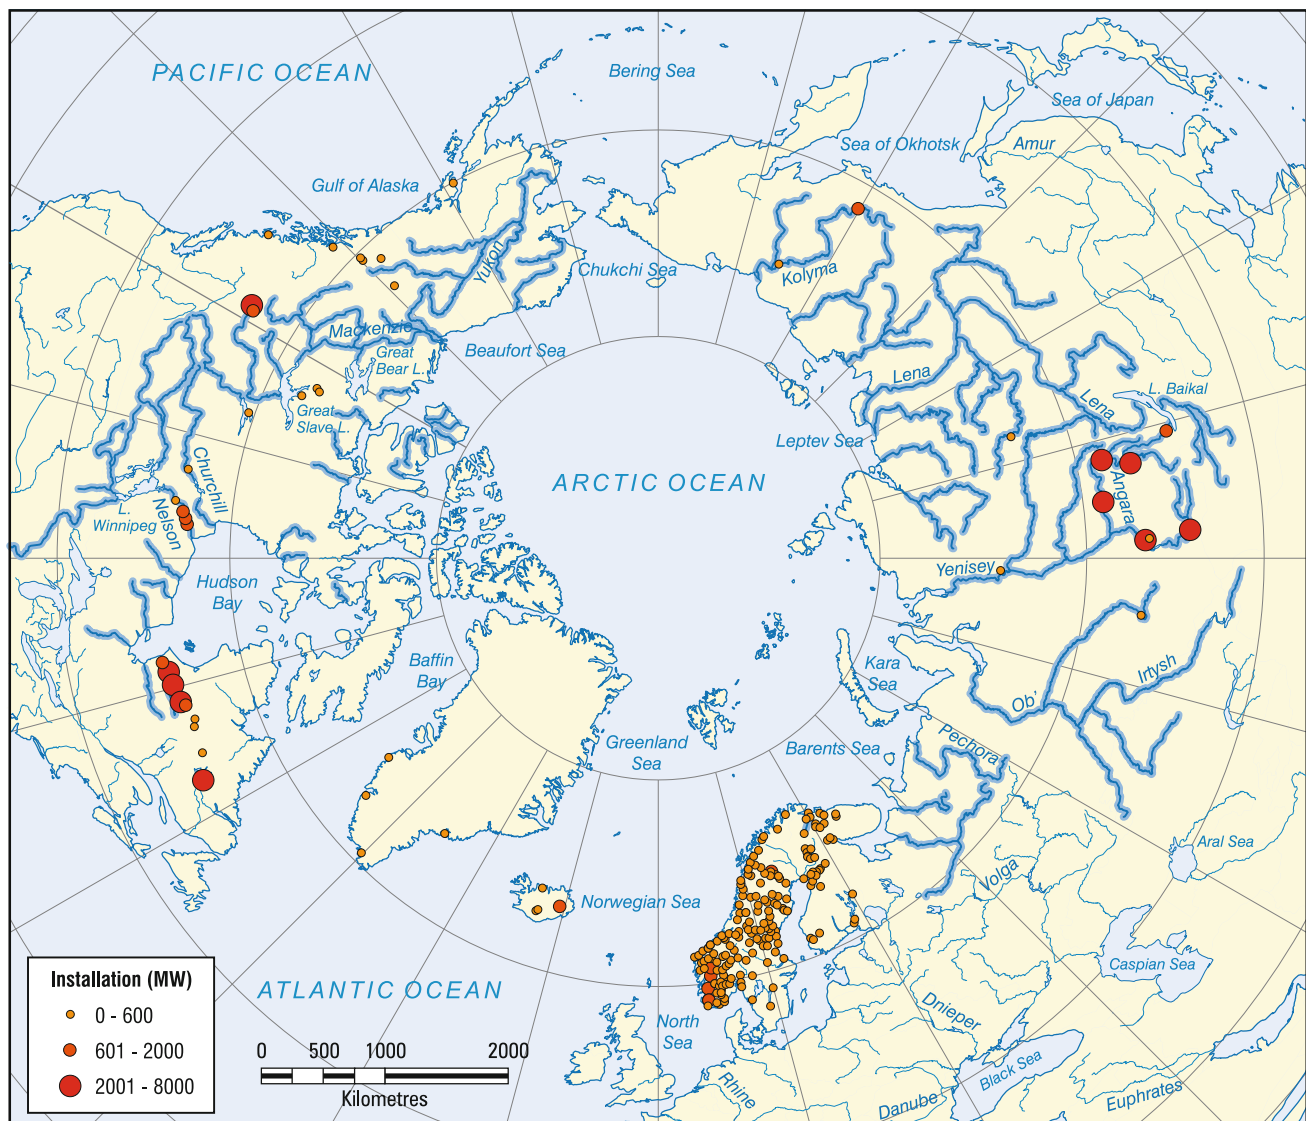 PACIFIC OCEAN
Bering Sea
Sea of Japan
Sea of Okhotsk
Amur
Gulf of Alaska
Yukon
Chukchi Sea
Kolyma
Mackenzie
Great
Bear L.
Beaufort Sea
Lena
L. Baikal
Lena
Great
Slave L.
Leptev Sea
Churchill
ARCTIC OCEAN
Angara
L.
Winnipeg
Nelson
Yenisey
Hudson
Bay
Baffin
Bay
Kara
Sea
Irtysh
Ob'
Greenland
Sea
Barents Sea
Pechora
Aral Sea
Volga
Norwegian Sea
Caspian Sea
ATLANTIC OCEAN
Dnieper
North
Sea
Black Sea
Rhine
Danube
Euphrates
Installation (MW)
0 - 600
601 - 2000
2001 - 8000
0 500 1000 2000
Kilometres